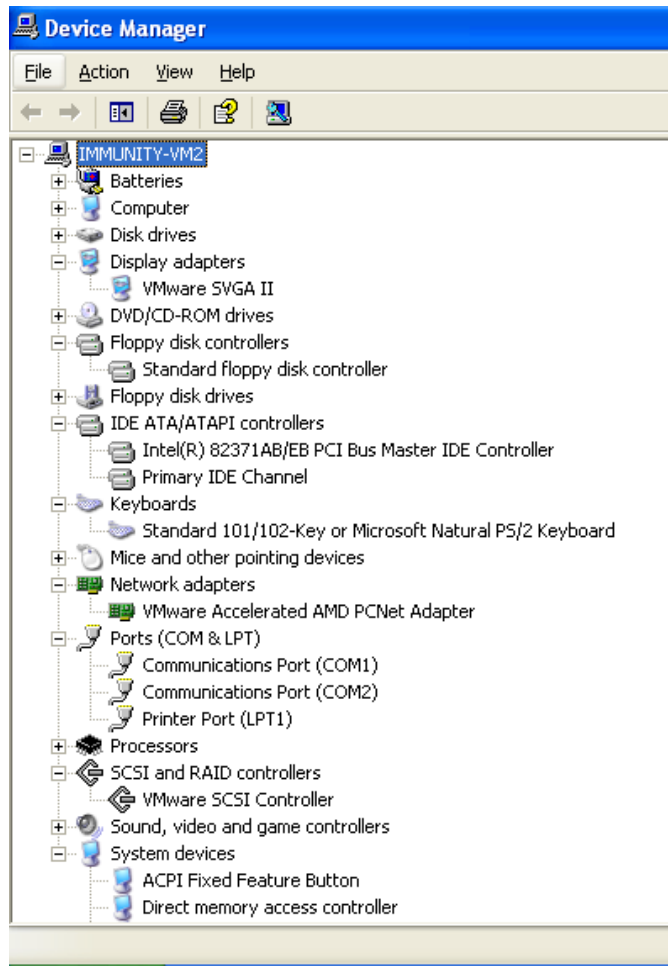 Device Manager
File Action View Help
IMMUNITY-VM2
Batteries
Computer
Disk drives
Display adapters
VMware SVGA II
DVD/CD-ROM drives
Floppy disk controllers
Standard floppy disk controller
Floppy disk drives
IDE ATA/ATAPI controllers
Intel(R) 82371AB/EB PCI Bus Master IDE Controller
Primary IDE Channel
Keyboards
Standard 101/102-Key or Microsoft Natural PS/2 Keyboard
Mice and other pointing devices
Network adapters
VMware Accelerated AMD PCNet Adapter
Ports (COM & LPT)
Communications Port (COM1)
Communications Port (COM2)
Printer Port (LPT1)
Processors
SCSI and RAID controllers
VMware SCSI Controller
Sound, video and game controllers
System devices
ACPI Fixed Feature Button
Direct memory access controller